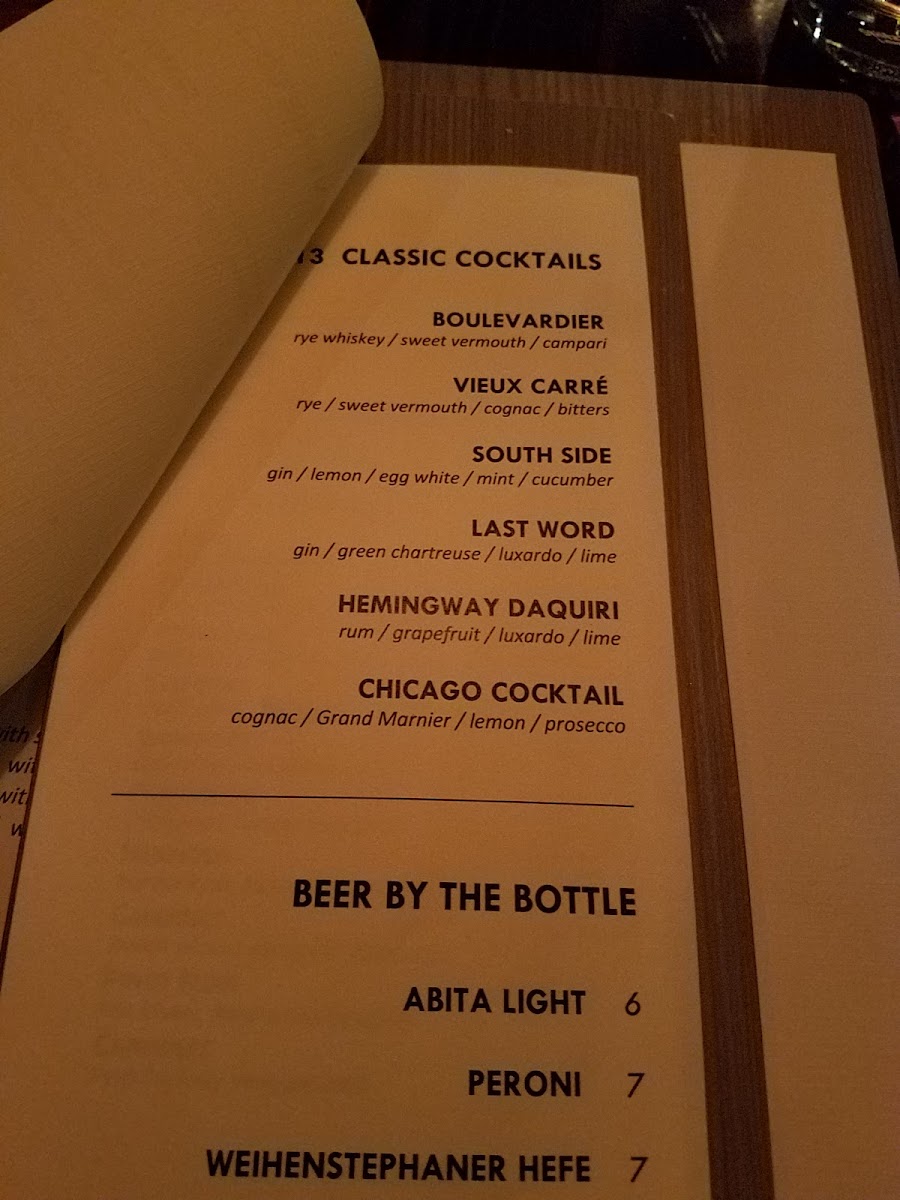 13 CLASSIC COCKTAILS
BOULEVARDIER
rye whiskey / sweet vermouth / campari
VIEUX CARRÉ
rye / sweet vermouth / cognac / bitters
SOUTH SIDE
gin / lemon / egg white / mint / cucumber
LAST WORD
gin / green chartreuse / luxardo / lime
HEMINGWAY DAQUIRI
rum / grapefruit / luxardo / lime
CHICAGO COCKTAIL
cognac / Grand Marnier / lemon / prosecco
BEER BY THE BOTTLE
ABITA LIGHT 6
PERONI 7
WEIHENSTEPHANER HEFE 7